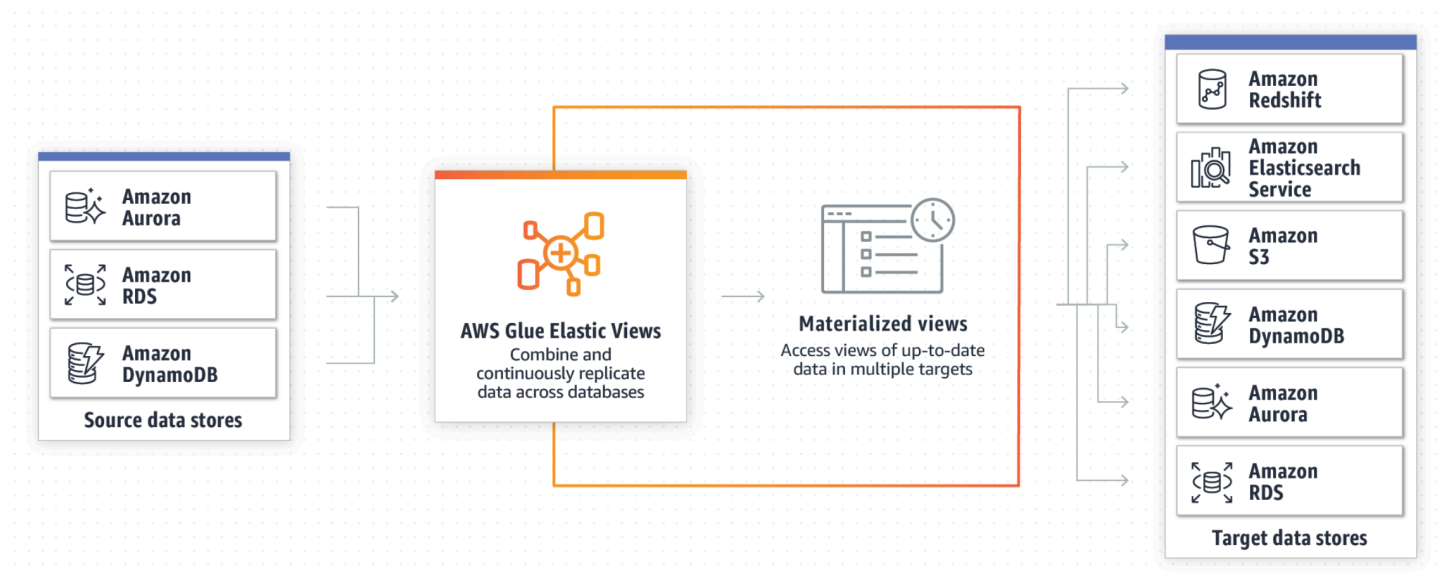 Amazon
Aurora
Amazon
RDS
Amazon
DynamoDB
Source data stores
AWS Glue Elastic Views
Combine and
continuously replicate
data across databases
Materialized views
Access views of up-to-date
data in multiple targets
Amazon
Redshift
Amazon
Elasticsearch
Service
Amazon
S3
Amazon
DynamoDB
Amazon
Aurora
Amazon
RDS
Target data stores